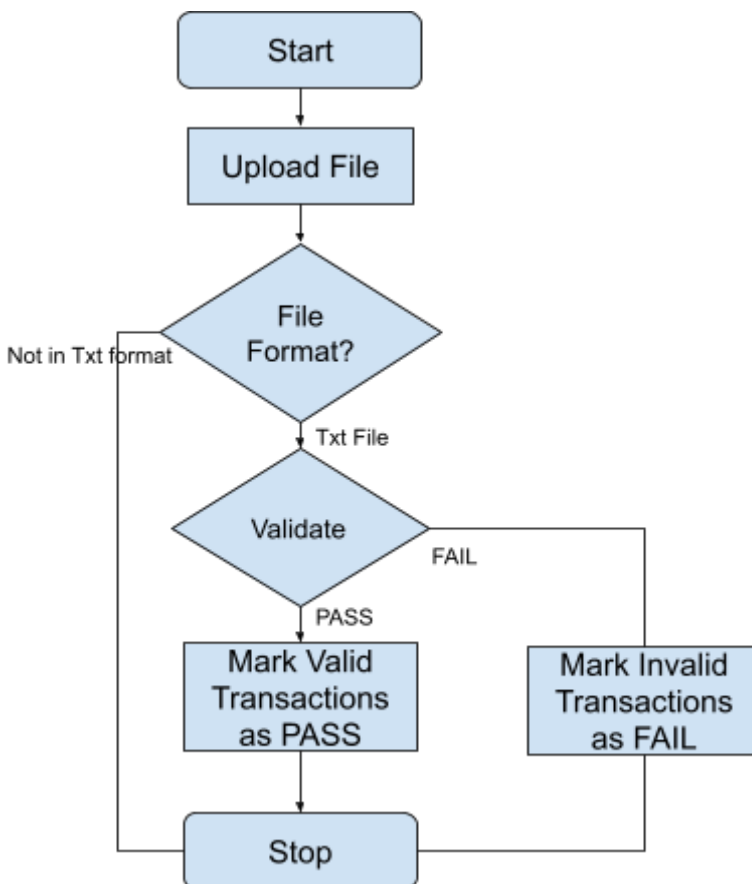 Start
Upload File
File
Format?
Not in Txt format
Txt File
Validate
FAIL
PASS
Mark Valid
Transactions
as PASS
Mark Invalid
Transactions
as FAIL
Stop